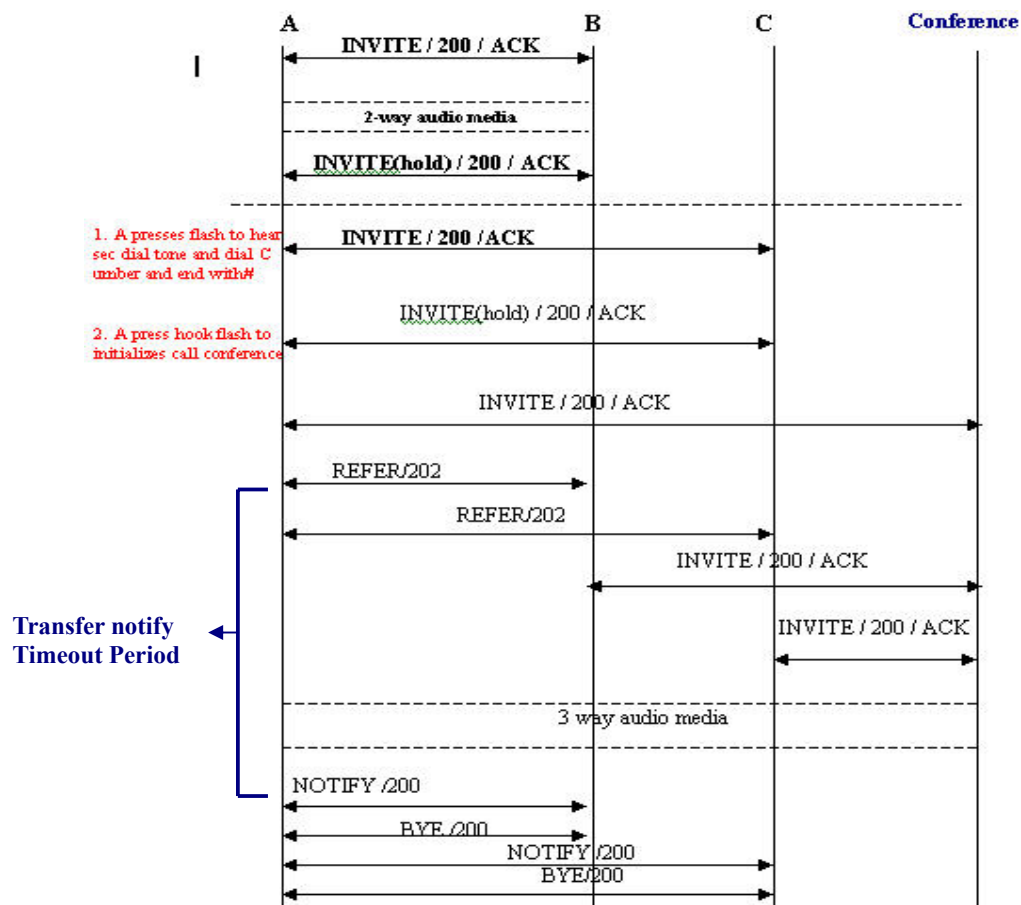 A B C Conference
INVITE / 200 / ACK
2-way audio media
INVITE(hold) / 200 / ACK
1. A presses flash to hear
sec dial tone and dial C
umber and end with#
INVITE / 200 /ACK
INVITE(hold) / 200 / ACK
2. A press hook flash to
initializes call conference
INVITE / 200 / ACK
REFER/202
REFER/202
INVITE / 200 / ACK
Transfer notify
Timeout Period
INVITE / 200 / ACK
3 way audio media
NOTIFY /200
BYE /200
NOTIFY /200
BYE/200